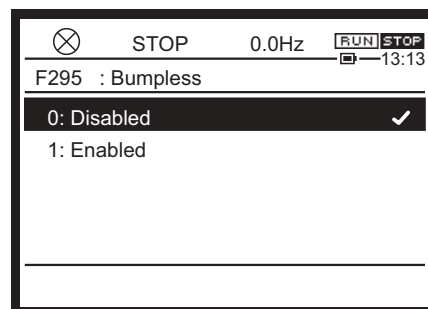 STOP 0.0Hz RUN STOP
13:13
F295 : Bumpless
0: Disabled
1: Enabled